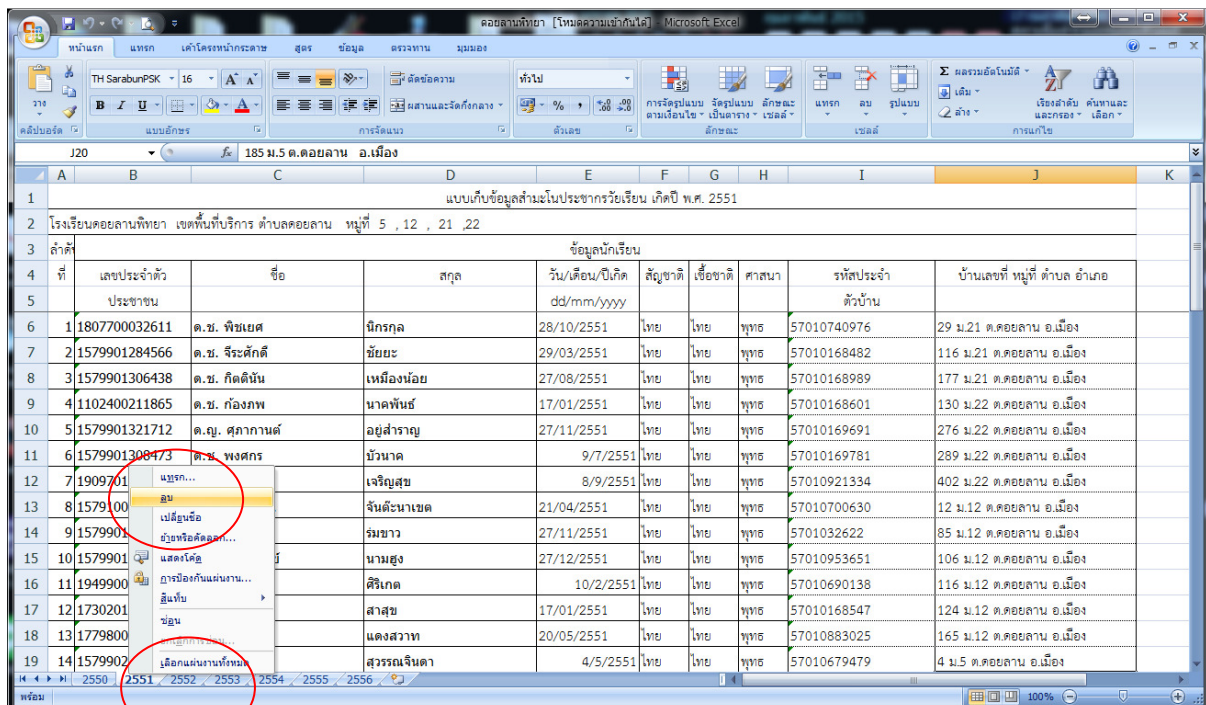 ดอยลานพิทยา [โหมดความเข้ากันได้] - Microsoft Excel
หน้าแรก แทรก เค้าโครงหน้ากระดาษ สูตร ข้อมูล ตรวจทาน มุมมอง
TH SarabunPSK 16 ตัดข้อความ ทั่วไป Σ ผลรวมอัตโนมัติ
วาง B I U ผสานและจัดกึ่งกลาง % การจัดรูปแบบตามเงื่อนไข จัดรูปแบบเป็นตาราง ลักษณะเซลล์ แทรก ลบ รูปแบบ เติม ล้าง เรียงลำดับและกรอง ค้นหาและเลือก
คลิปบอร์ด แบบอักษร การจัดแนว ตัวเลข ลักษณะ เซลล์ การแก้ไข
J20 fx 185 ม.5 ต.ดอยลาน อ.เมือง
A B C D E F G H I J K
1 แบบเก็บข้อมูลสำมะโนประชากรวัยเรียน เกิดปี พ.ศ. 2551
2 โรงเรียนดอยลานพิทยา เขตพื้นที่บริการ ตำบลดอยลาน หมู่ที่ 5 , 12 , 21 ,22
3 ลำดับ ข้อมูลนักเรียน
4 ที่ เลขประจำตัว ชื่อ สกุล วัน/เดือน/ปีเกิด สัญชาติ เชื้อชาติ ศาสนา รหัสประจำ บ้านเลขที่ หมู่ที่ ตำบล อำเภอ
5 ประชาชน dd/mm/yyyy ตัวบ้าน
6 1 1807700032611 ด.ช. พิชเยศ นิกรกุล 28/10/2551 ไทย ไทย พุทธ 57010740976 29 ม.21 ต.ดอยลาน อ.เมือง
7 2 1579901284566 ด.ช. จีระศักดิ์ ชัยยะ 29/03/2551 ไทย ไทย พุทธ 57010168482 116 ม.21 ต.ดอยลาน อ.เมือง
8 3 1579901306438 ด.ช. กิตตินัน เหมืองน้อย 27/08/2551 ไทย ไทย พุทธ 57010168989 177 ม.21 ต.ดอยลาน อ.เมือง
9 4 1102400211865 ด.ช. ก้องภพ นาคพันธ์ 17/01/2551 ไทย ไทย พุทธ 57010168601 130 ม.22 ต.ดอยลาน อ.เมือง
10 5 1579901321712 ด.ญ. ศุภากานต์ อยู่สำราญ 27/11/2551 ไทย ไทย พุทธ 57010169691 276 ม.22 ต.ดอยลาน อ.เมือง
11 6 1579901308473 ด.ช. พงศกร บัวนาค 9/7/2551 ไทย ไทย พุทธ 57010169781 289 ม.22 ต.ดอยลาน อ.เมือง
12 7 1909701 แทรก... เจริญสุข 8/9/2551 ไทย ไทย พุทธ 57010921334 402 ม.22 ต.ดอยลาน อ.เมือง
13 8 1579100 ลบ จันต๊ะนาเขต 21/04/2551 ไทย ไทย พุทธ 57010700630 12 ม.12 ต.ดอยลาน อ.เมือง
เปลี่ยนชื่อ
14 9 1579901 ย้ายหรือคัดลอก... ร่มขาว 27/11/2551 ไทย ไทย พุทธ 5701032622 85 ม.12 ต.ดอยลาน อ.เมือง
15 10 1579901 แสดงโค้ด นามฮูง 27/12/2551 ไทย ไทย พุทธ 57010953651 106 ม.12 ต.ดอยลาน อ.เมือง
16 11 1949900 การป้องกันแผ่นงาน... ศิริเกต 10/2/2551 ไทย ไทย พุทธ 57010690138 116 ม.12 ต.ดอยลาน อ.เมือง
17 12 1730201 สีแท็บ สาสุข 17/01/2551 ไทย ไทย พุทธ 57010168547 124 ม.12 ต.ดอยลาน อ.เมือง
ซ่อน
18 13 1779800 ยกเลิกการซ่อน... แดงสวาท 20/05/2551 ไทย ไทย พุทธ 57010883025 165 ม.12 ต.ดอยลาน อ.เมือง
19 14 1579902 เลือกแผ่นงานทั้งหมด สุวรรณจินดา 4/5/2551 ไทย ไทย พุทธ 57010679479 4 ม.5 ต.ดอยลาน อ.เมือง
2550 2551 2552 2553 2554 2555 2556
พร้อม 100%